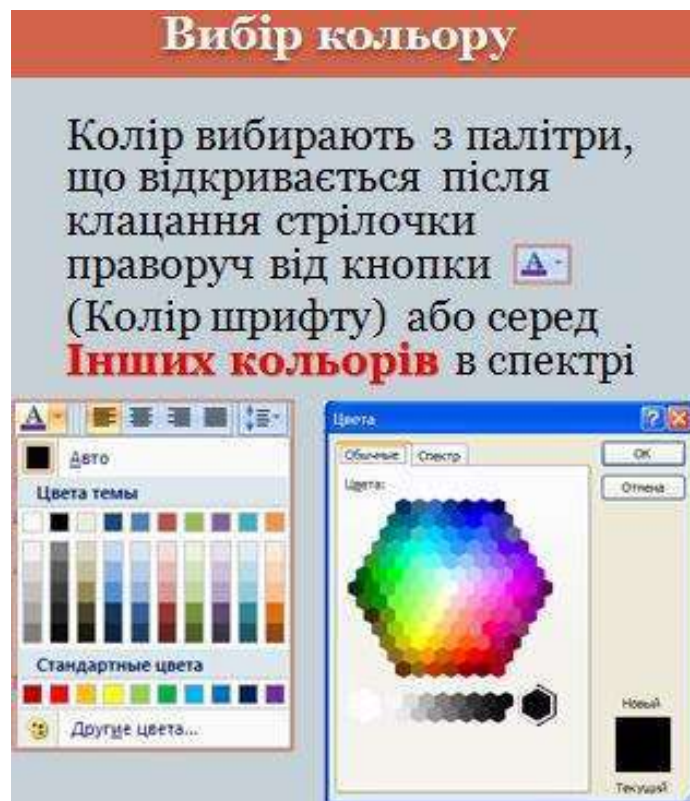 Вибір кольору
Колір вибирають з палітри,
що відкривається після
клацання стрілочки
праворуч від кнопки A
(Колір шрифту) або серед
Інших кольорів в спектрі
A
Авто
Цвета темы
Стандартные цвета
Другие цвета...
Цвета
Обычные Спектр
Цвета:
ОК
Отмена
Новый
Текущий